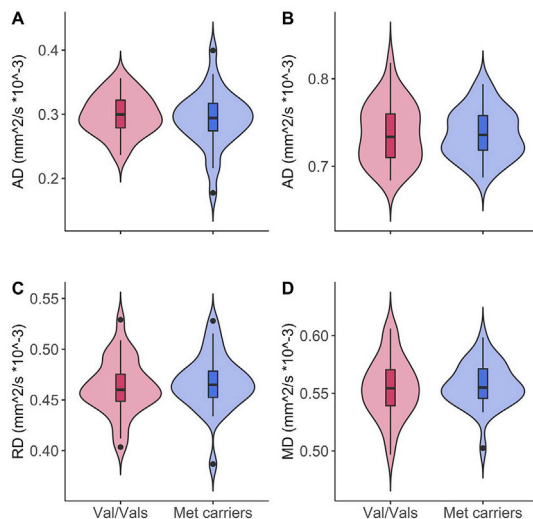 A
AD (mm^2/s *10^-3)
0.4
0.3
0.2
B
AD (mm^2/s *10^-3)
0.8
0.7
C
RD (mm^2/s *10^-3)
0.55
0.50
0.45
0.40
Val/Vals Met carriers
D
MD (mm^2/s *10^-3)
0.60
0.55
0.50
Val/Vals Met carriers